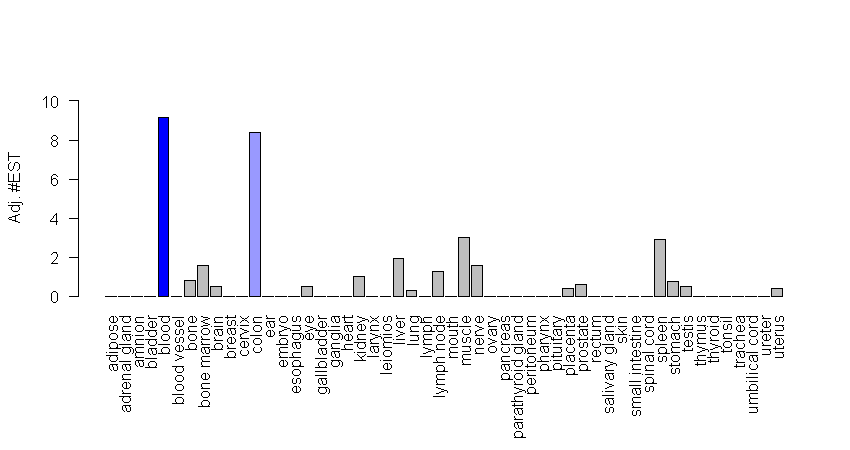 Adj. #EST
10
8
6
4
2
0
adipose
adrenal gland
amnion
bladder
blood
blood vessel
bone
bone marrow
brain
breast
cervix
colon
ear
embryo
esophagus
eye
gallbladder
ganglia
heart
kidney
larynx
leiomios
liver
lung
lymph
lymph node
mouth
muscle
nerve
ovary
pancreas
parathyroid gland
peritoneum
pharynx
pituitary
placenta
prostate
rectum
salivary gland
skin
small intestine
spinal cord
spleen
stomach
testis
thymus
thyroid
tonsil
trachea
umbilical cord
ureter
uterus